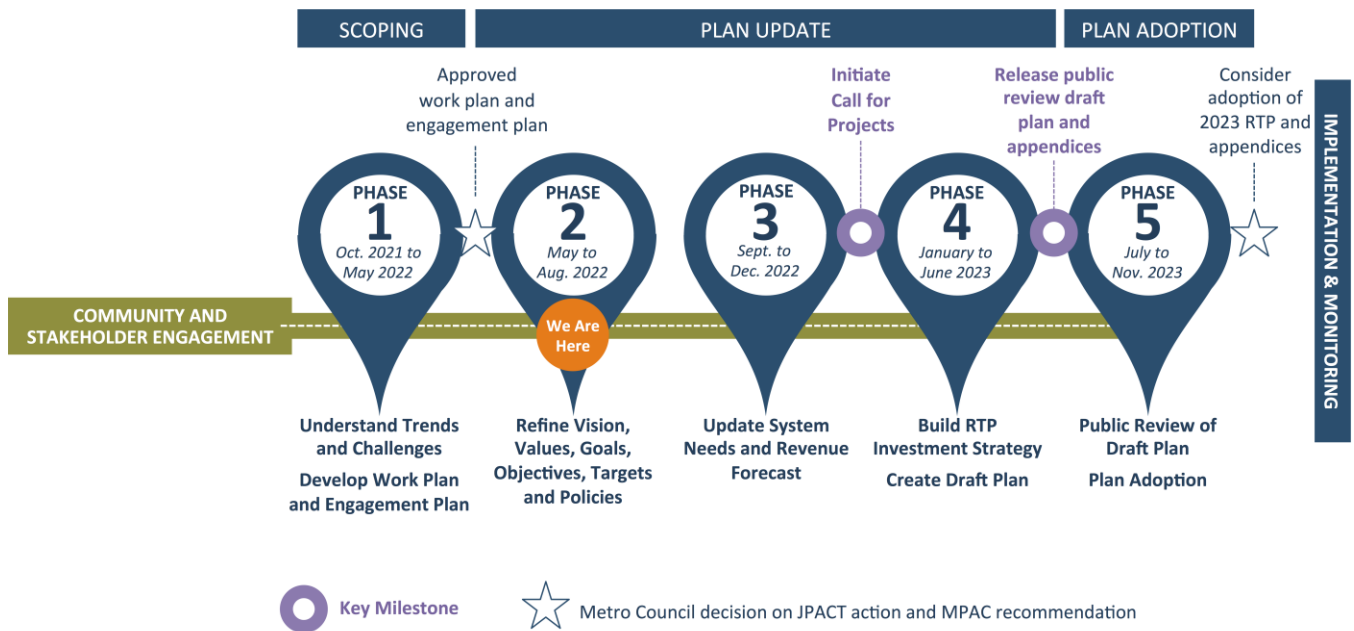 SCOPING
PLAN UPDATE
PLAN ADOPTION
Approved
work plan and
engagement plan
Initiate
Call for
Projects
Release public
review draft
plan and
appendices
Consider
adoption of
2023 RTP and
appendices
IMPLEMENTATION & MONITORING
PHASE
1
Oct. 2021 to
May 2022
PHASE
2
May to
Aug. 2022
PHASE
3
Sept. to
Dec. 2022
PHASE
4
January to
June 2023
PHASE
5
July to
Nov. 2023
COMMUNITY AND
STAKEHOLDER ENGAGEMENT
We Are
Here
Understand Trends
and Challenges
Develop Work Plan
and Engagement Plan
Refine Vision,
Values, Goals,
Objectives, Targets
and Policies
Update System
Needs and Revenue
Forecast
Build RTP
Investment Strategy
Create Draft Plan
Public Review of
Draft Plan
Plan Adoption
Key Milestone
Metro Council decision on JPACT action and MPAC recommendation